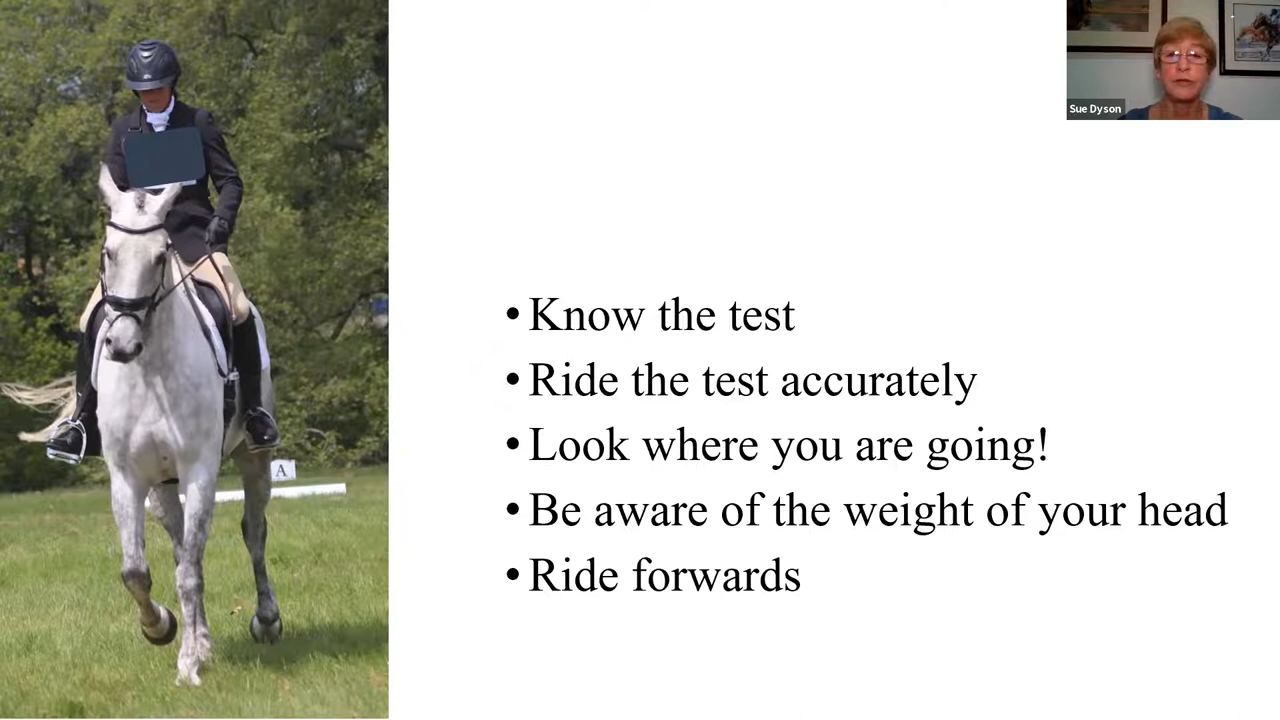 Sue Dyson
• Know the test
• Ride the test accurately
• Look where you are going!
• Be aware of the weight of your head
• Ride forwards
A